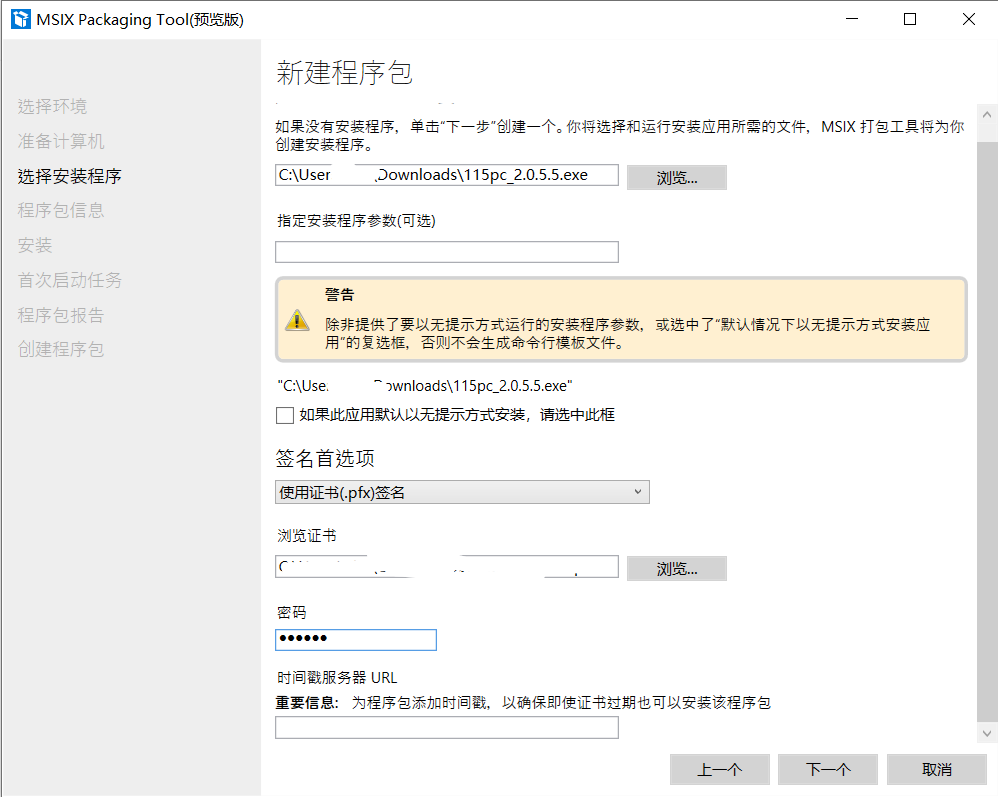 MSIX Packaging Tool(预览版)
选择环境
准备计算机
选择安装程序
程序包信息
安装
首次启动任务
程序包报告
创建程序包
新建程序包
如果没有安装程序，单击“下一步”创建一个。你将选择和运行安装应用所需的文件，MSIX 打包工具将为你
创建安装程序。
C:\User Downloads\115pc_2.0.5.5.exe
浏览...
指定安装程序参数(可选)
警告
除非提供了要以无提示方式运行的安装程序参数，或选中了“默认情况下以无提示方式安装应
用”的复选框，否则不会生成命令行模板文件。
"C:\Use ownloads\115pc_2.0.5.5.exe"
如果此应用默认以无提示方式安装，请选中此框
签名首选项
使用证书(.pfx)签名
浏览证书
浏览...
密码
••••••
时间戳服务器 URL
重要信息: 为程序包添加时间戳，以确保即使证书过期也可以安装该程序包
上一个
下一个
取消